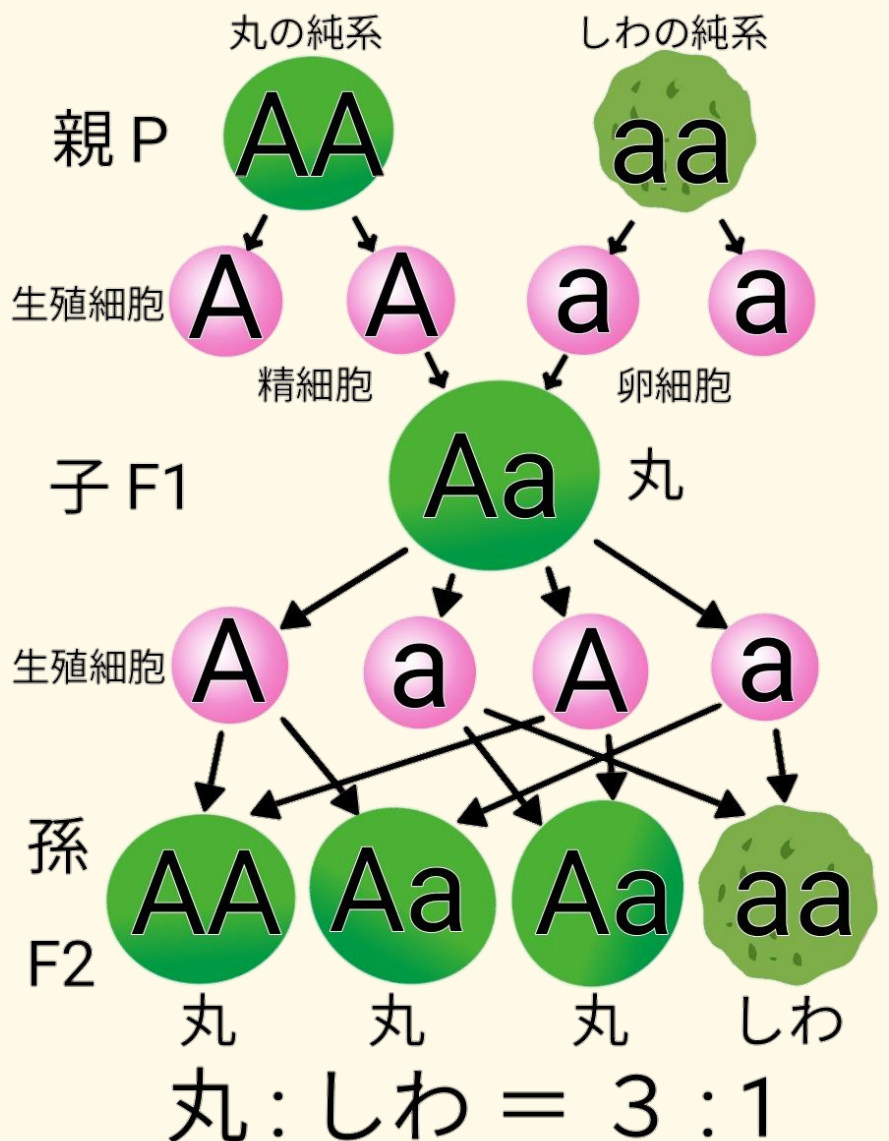 丸の純系 しわの純系
親 P AA aa
生殖細胞 A A a a
精細胞 卵細胞
子 F1 Aa 丸
生殖細胞 A a A a
孫
AA Aa Aa aa
F2
丸 丸 丸 しわ
丸 : しわ = 3 : 1